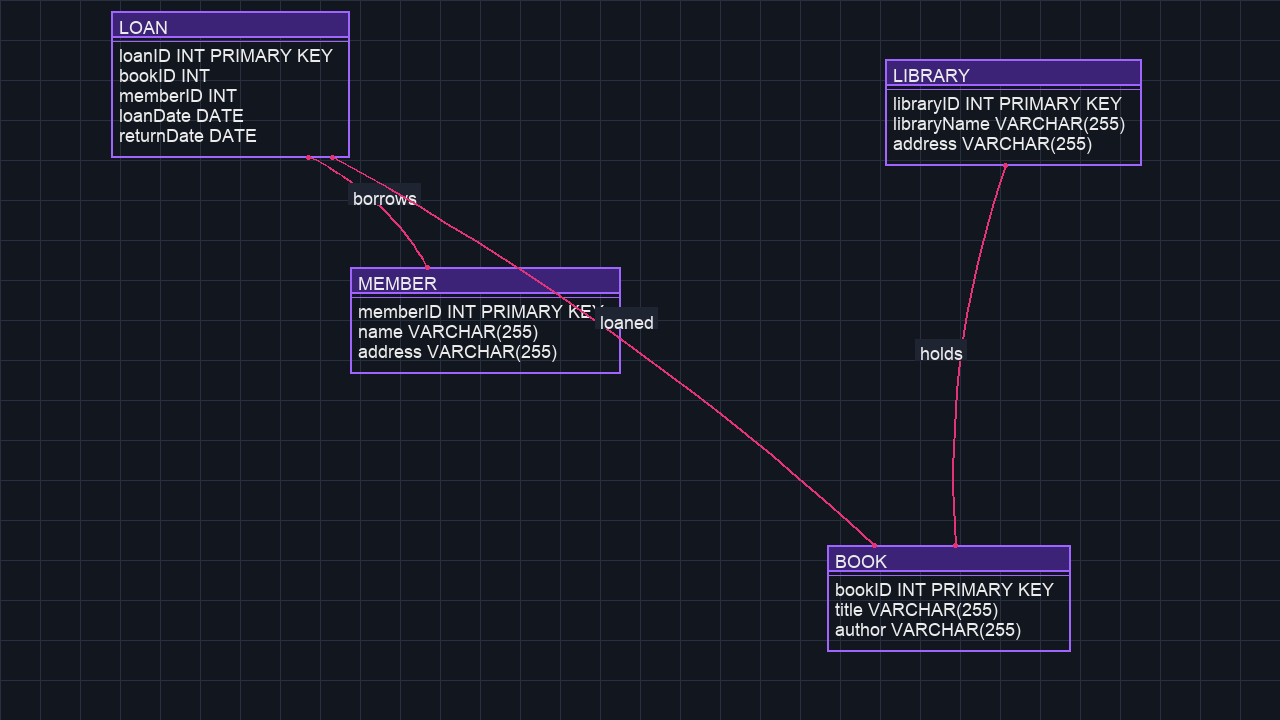 LOAN
loanID INT PRIMARY KEY
bookID INT
memberID INT
loanDate DATE
returnDate DATE
LIBRARY
libraryID INT PRIMARY KEY
libraryName VARCHAR(255)
address VARCHAR(255)
borrows
MEMBER
memberID INT PRIMARY KEY
name VARCHAR(255)
address VARCHAR(255)
loaned
holds
BOOK
bookID INT PRIMARY KEY
title VARCHAR(255)
author VARCHAR(255)